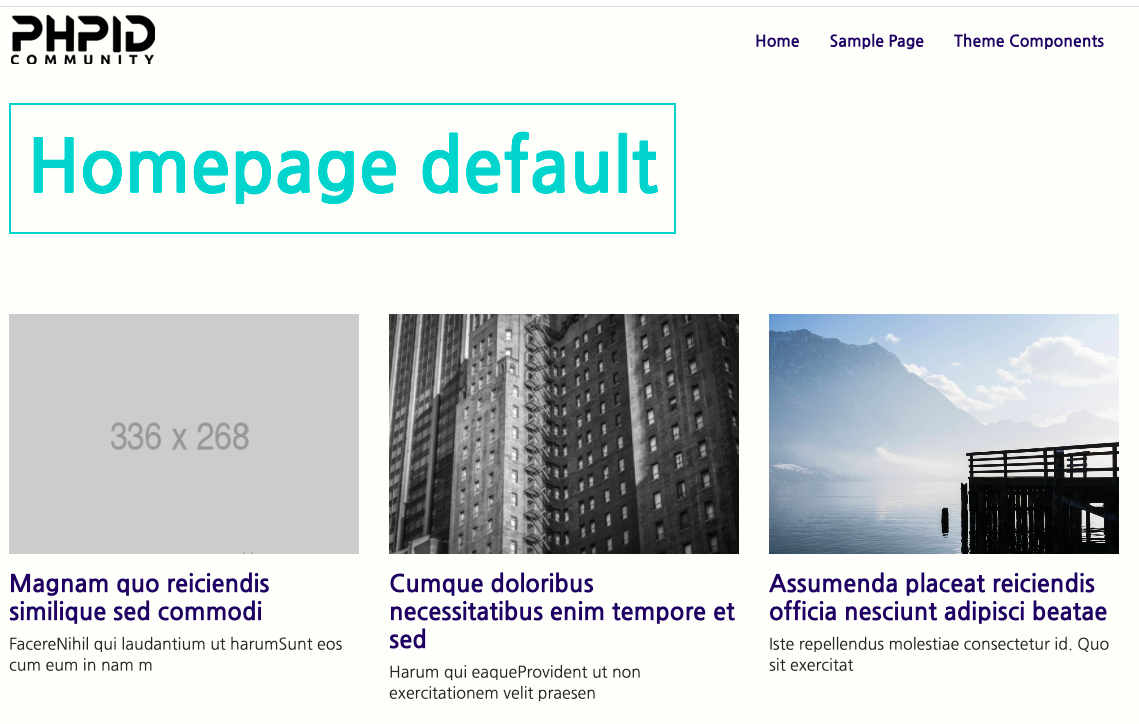 PHPID
COMMUNITY
Home Sample Page Theme Components
Homepage default
336 x 268
Magnam quo reiciendis
similique sed commodi
FacereNihil qui laudantium ut harumSunt eos
cum eum in nam m
Cumque doloribus
necessitatibus enim tempore et
sed
Harum qui eaqueProvident ut non
exercitationem velit praesen
Assumenda placeat reiciendis
officia nesciunt adipisci beatae
Iste repellendus molestiae consectetur id. Quo
sit exercitat